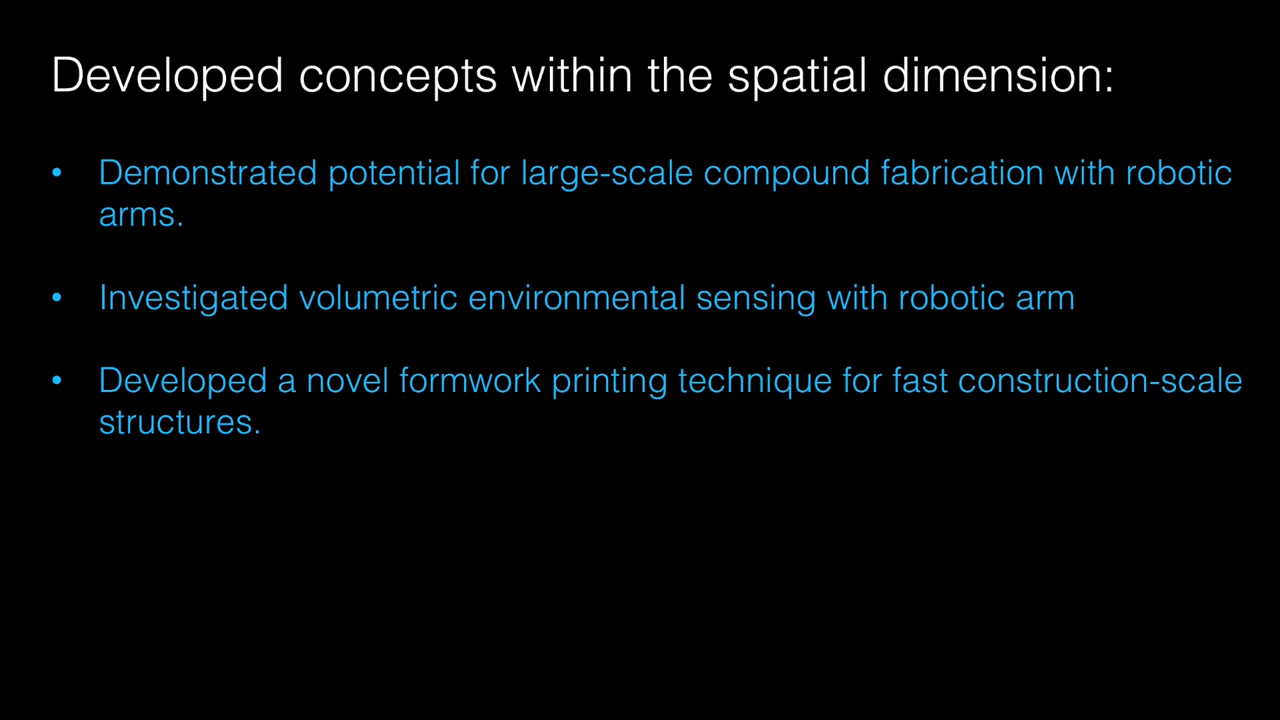 Developed concepts within the spatial dimension:
• Demonstrated potential for large-scale compound fabrication with robotic
arms.
• Investigated volumetric environmental sensing with robotic arm
• Developed a novel formwork printing technique for fast construction-scale
structures.